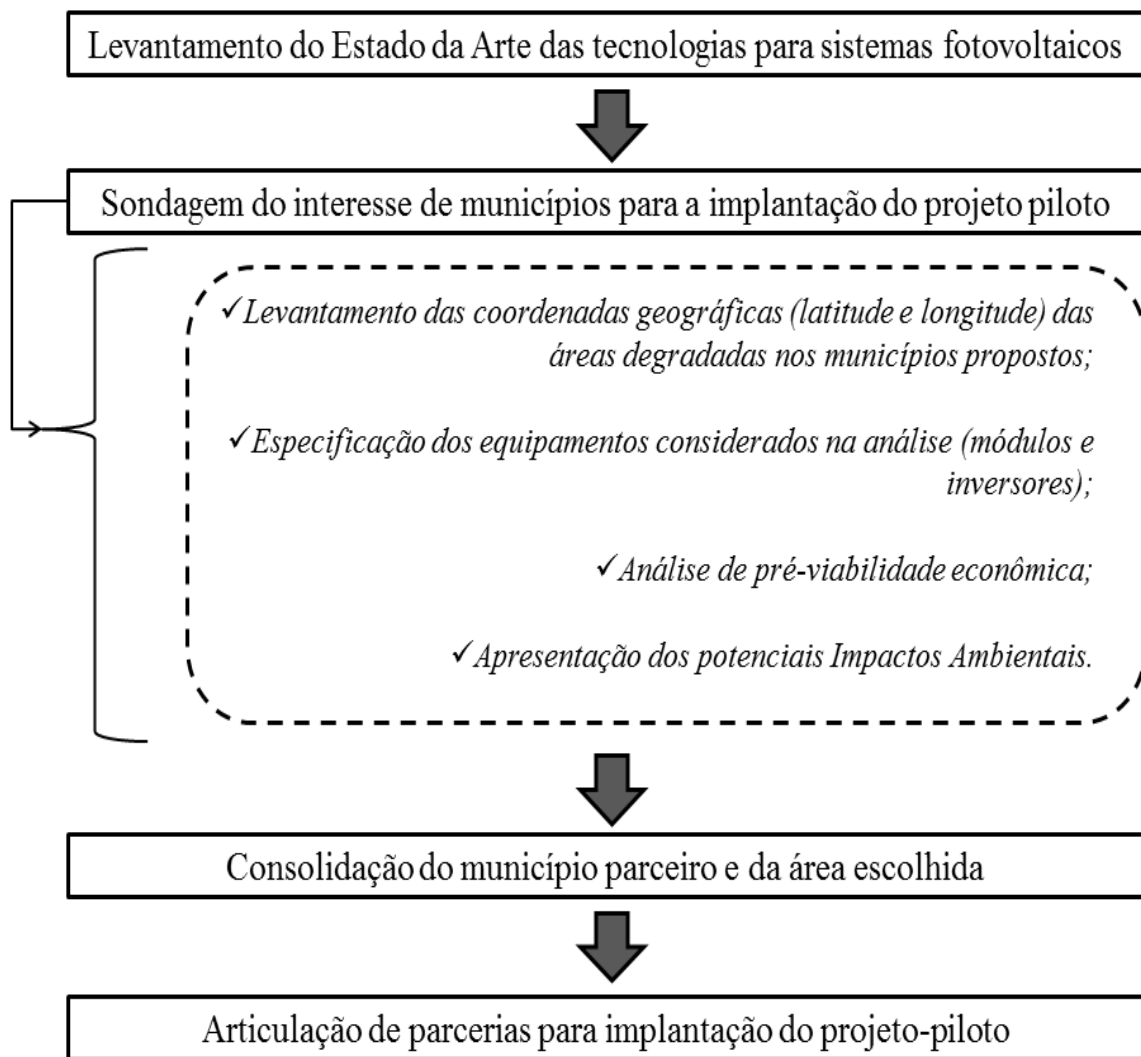 Levantamento do Estado da Arte das tecnologias para sistemas fotovoltaicos
Sondagem do interesse de municípios para a implantação do projeto piloto
✓Levantamento das coordenadas geográficas (latitude e longitude) das
áreas degradadas nos municípios propostos;
✓Especificação dos equipamentos considerados na análise (módulos e
inversores);
✓Análise de pré-viabilidade econômica;
✓Apresentação dos potenciais Impactos Ambientais.
Consolidação do município parceiro e da área escolhida
Articulação de parcerias para implantação do projeto-piloto